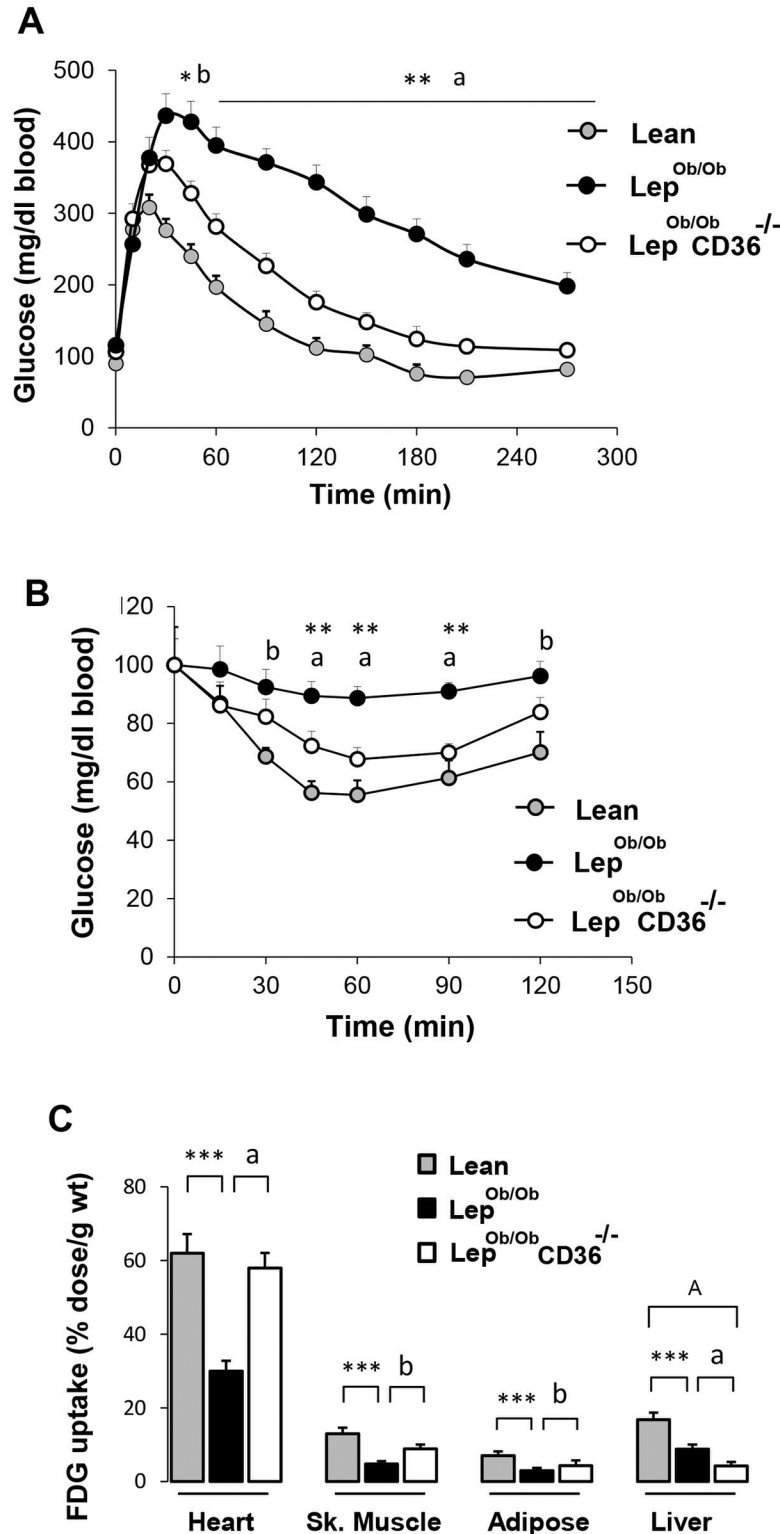 A
Glucose (mg/dl blood)
500
400
300
200
100
0
* b
** a
Lean
Lep Ob/Ob
Lep Ob/Ob CD36 -/-
0 60 120 180 240 300
Time (min)
B
Glucose (mg/dl blood)
20
100
80
60
40
20
0
b
** ** **
a a a
b
Lean
Lep Ob/Ob
Lep Ob/Ob CD36 -/-
0 30 60 90 120 150
Time (min)
C
FDG uptake (% dose/g wt)
80
60
40
20
0
Lean
Lep Ob/Ob
Lep Ob/Ob CD36 -/-
*** a
*** b
*** b
A
*** a
Heart Sk. Muscle Adipose Liver